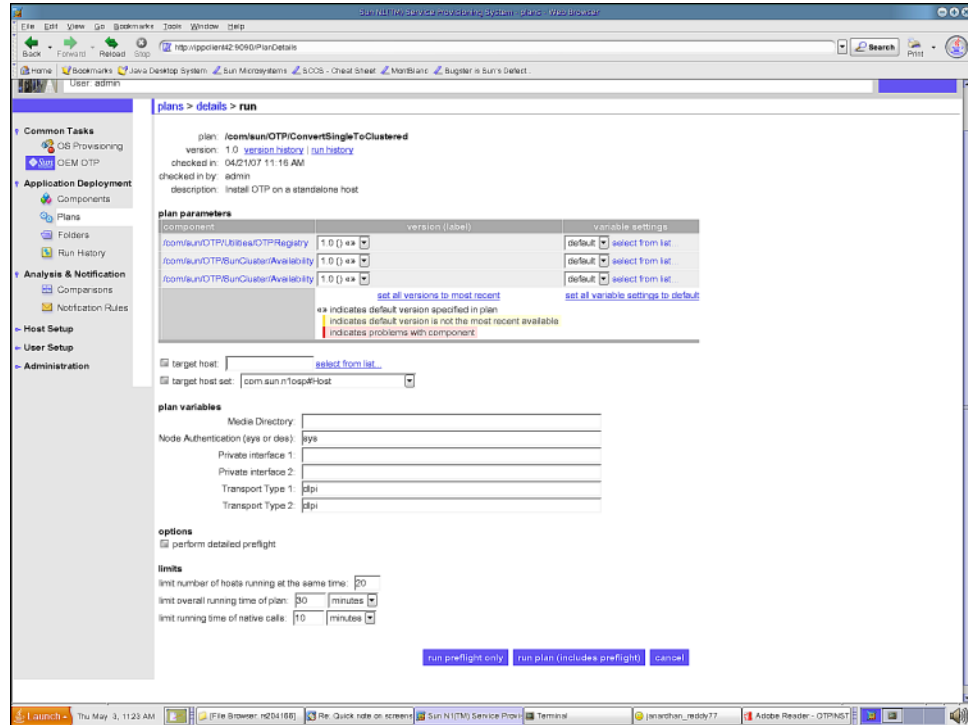 Sun N1(TM) Service Provisioning System - plans - Web Browser
File Edit View Go Bookmarks Tools Window Help
Back Forward Reload Stop
http://ippclient42:9090/PlanDetails
Search
Print
Home Bookmarks Java Desktop System Sun Microsystems SCCS - Cheat Sheet MontBlanc Bugster is Sun's Defect...
User: admin
plans > details > run
Common Tasks
OS Provisioning
Sun OEM OTP
Application Deployment
Components
Plans
Folders
Run History
Analysis & Notification
Comparisons
Notification Rules
Host Setup
User Setup
Administration
plan: /com/sun/OTP/ConvertSingleToClustered
version: 1.0 version history | run history
checked in: 04/21/07 11:16 AM
checked in by: admin
description: Install OTP on a standalone host
plan parameters
component version (label) variable settings
/com/sun/OTP/Utilities/OTPRegistry 1.0 () «» default select from list...
/com/sun/OTP/SunCluster/Availability 1.0 () «» default select from list...
/com/sun/OTP/SunCluster/Availability 1.0 () «» default select from list...
set all versions to most recent set all variable settings to default
«» indicates default version specified in plan
indicates default version is not the most recent available
indicates problems with component
target host: select from list...
target host set: com.sun.n1osp#Host
plan variables
Media Directory:
Node Authentication (sys or des): sys
Private interface 1:
Private interface 2:
Transport Type 1: dlpi
Transport Type 2: dlpi
options
perform detailed preflight
limits
limit number of hosts running at the same time: 20
limit overall running time of plan: 30 minutes
limit running time of native calls: 10 minutes
run preflight only run plan (includes preflight) cancel
Launch Thu May 3, 11:23 AM [File Browser: rs204166] Re: Quick note on screens Sun N1(TM) Service Provi Terminal janardhan_reddy77 Adobe Reader - OTPINST